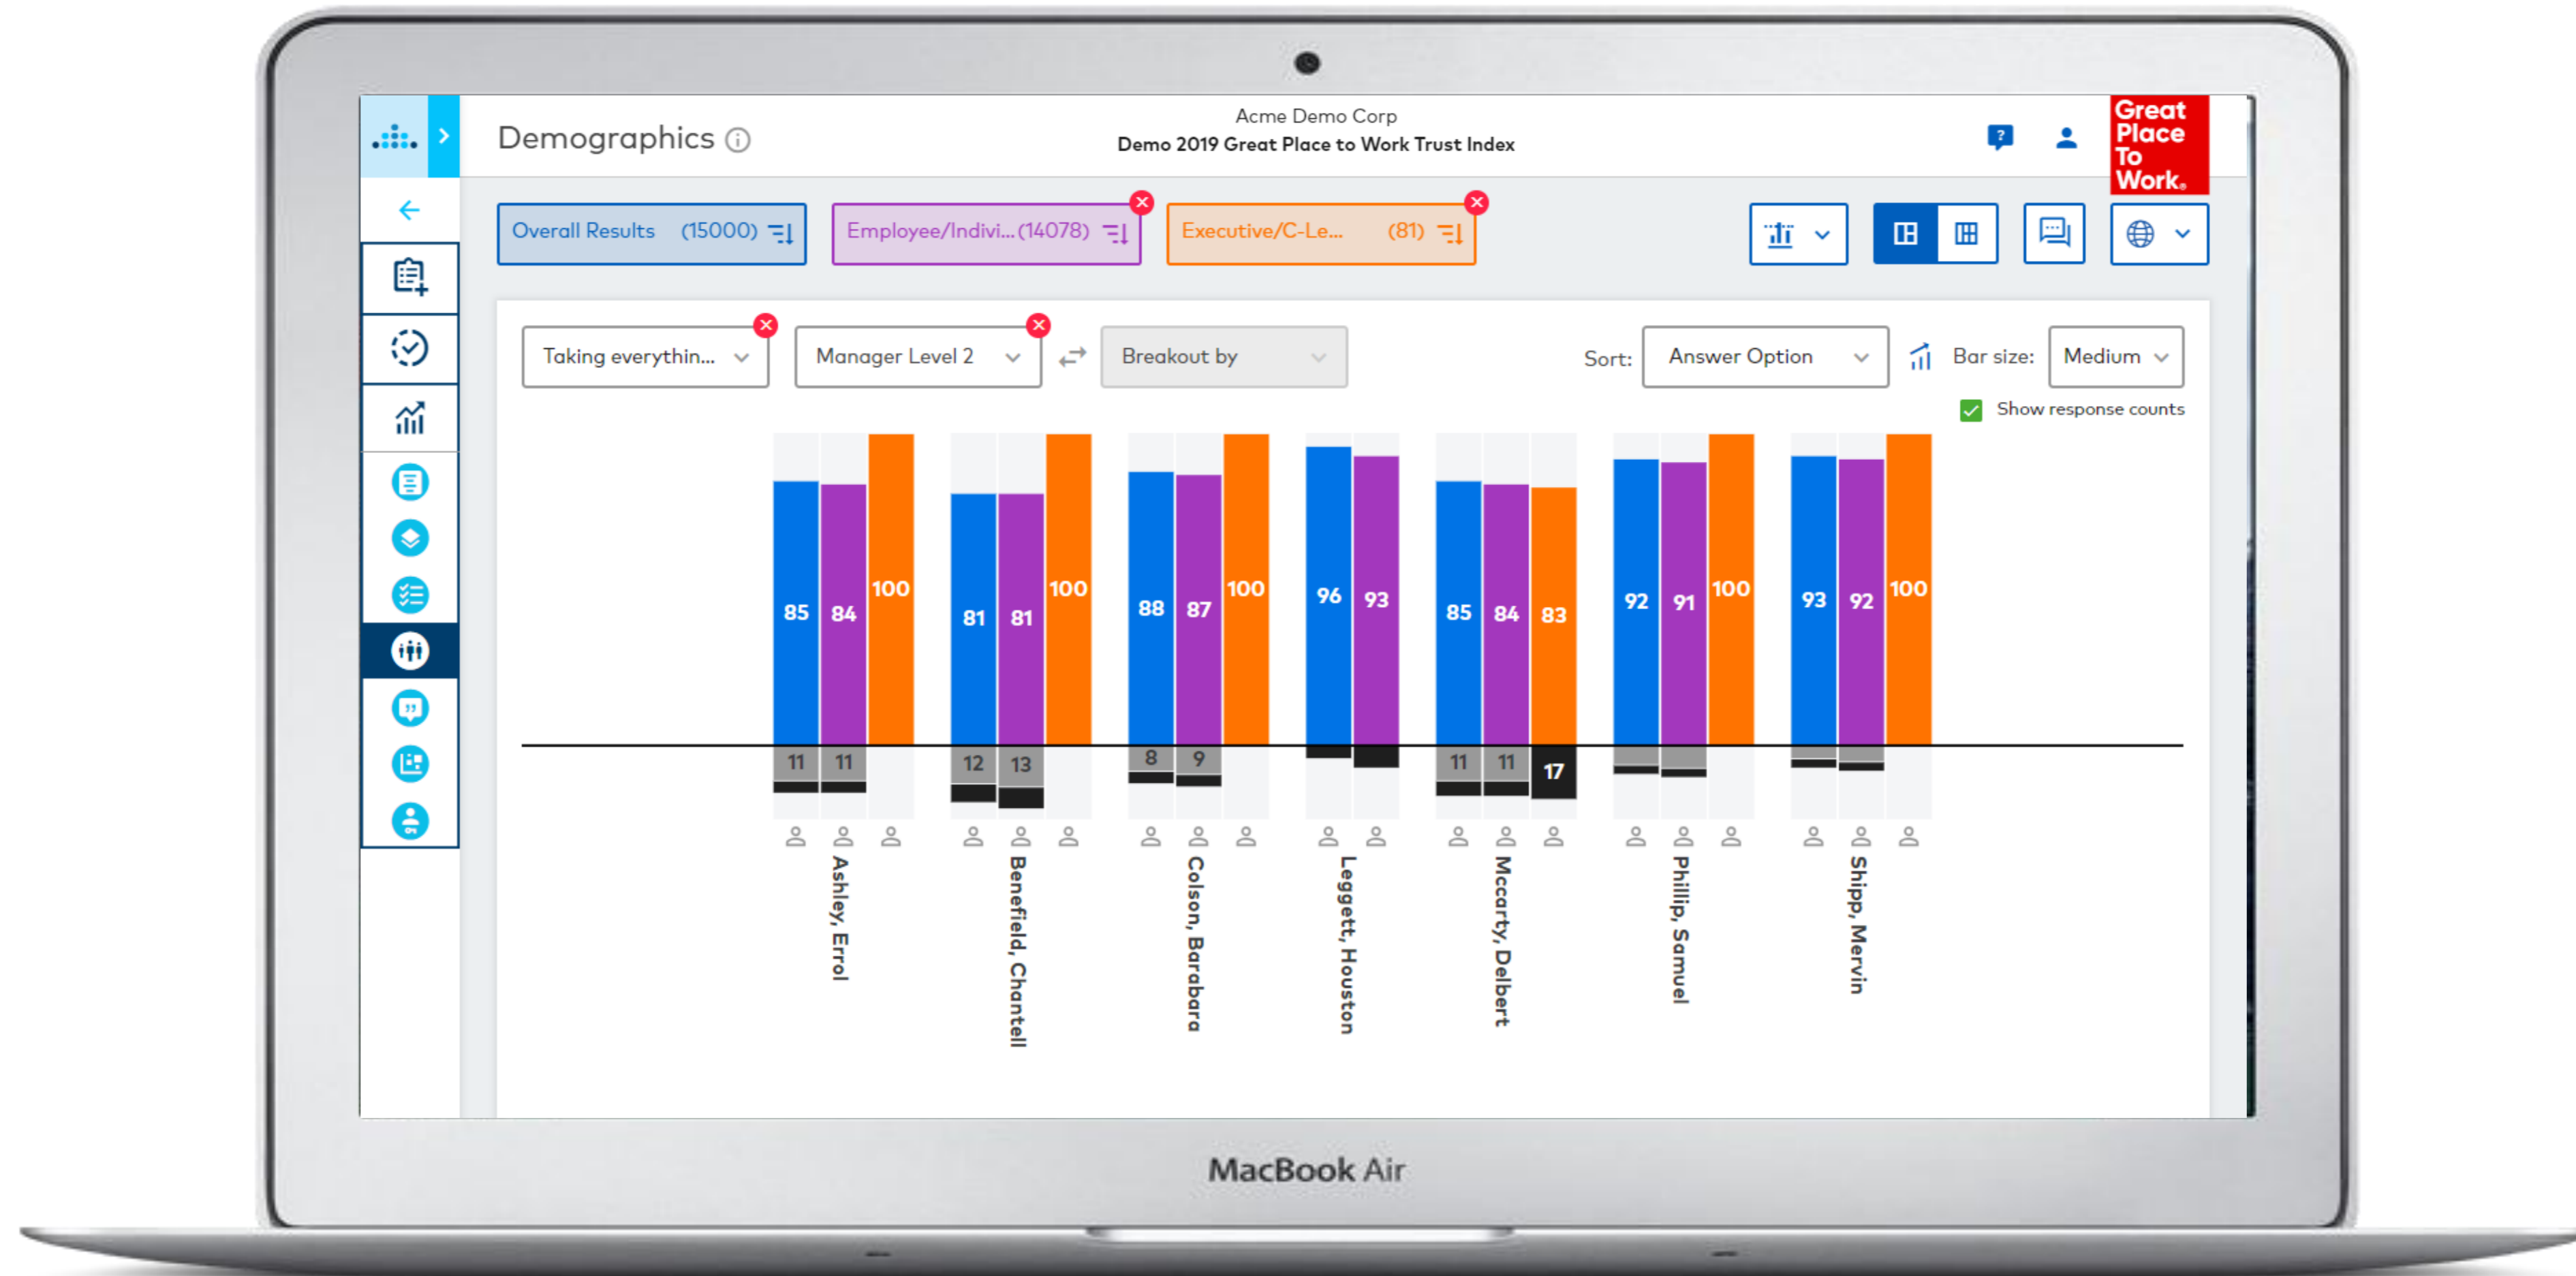 Demographics
Acme Demo Corp
Demo 2019 Great Place to Work Trust Index
?
Great
Place
To
Work®
Overall Results (15000)
Employee/Indivi... (14078)
Executive/C-Le... (81)
Taking everythin...
Manager Level 2
Breakout by
Sort:
Answer Option
Bar size:
Medium
Show response counts
85 84 100
81 81 100
88 87 100
96 93
85 84 83
92 91 100
93 92 100
11 11
12 13
8 9
11 11 17
Ashley, Errol
Benefield, Chantell
Colson, Barabara
Leggett, Houston
Mccarty, Delbert
Phillip, Samuel
Shipp, Mervin
MacBook Air